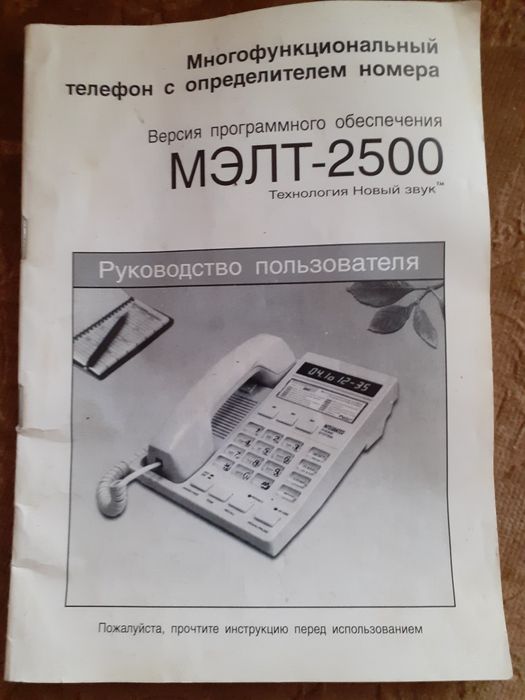 Многофункциональный
телефон с определителем номера
Версия программного обеспечения
МЭЛТ-2500
Технология Новый звук™
Руководство пользователя
04.10 12-35
Пожалуйста, прочтите инструкцию перед использованием